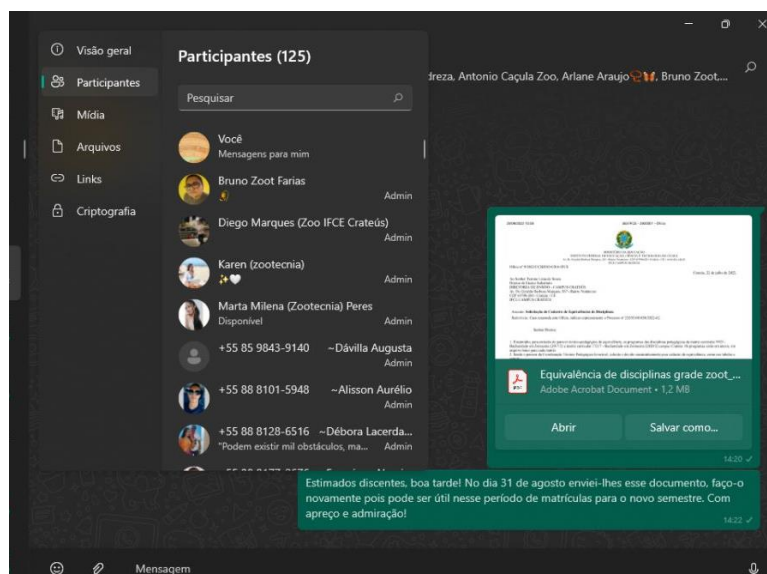 Visão geral
Participantes
Mídia
Arquivos
Links
Criptografia
Participantes (125)
Pesquisar
Você
Mensagens para mim
Bruno Zoot Farias
Admin
Diego Marques (Zoo IFCE Crateús)
Admin
Karen (zootecnia)
Admin
Marta Milena (Zootecnia) Peres
Disponível
Admin
+55 85 9843-9140 ~Dávilla Augusta
Admin
+55 88 8101-5948 ~Alisson Aurélio
Admin
+55 88 8128-6516 ~Débora Lacerda...
"Podem existir mil obstáculos, ma... Admin
dreza, Antonio Caçula Zoo, Arlane Araujo, Bruno Zoot,...
MINISTÉRIO DA EDUCAÇÃO
Equivalência de disciplinas grade zoot_...
Adobe Acrobat Document • 1,2 MB
Abrir
Salvar como...
14:20
Estimados discentes, boa tarde! No dia 31 de agosto enviei-lhes esse documento, faço-o
novamente pois pode ser útil nesse período de matrículas para o novo semestre. Com
apreço e admiração!
14:22
Mensagem